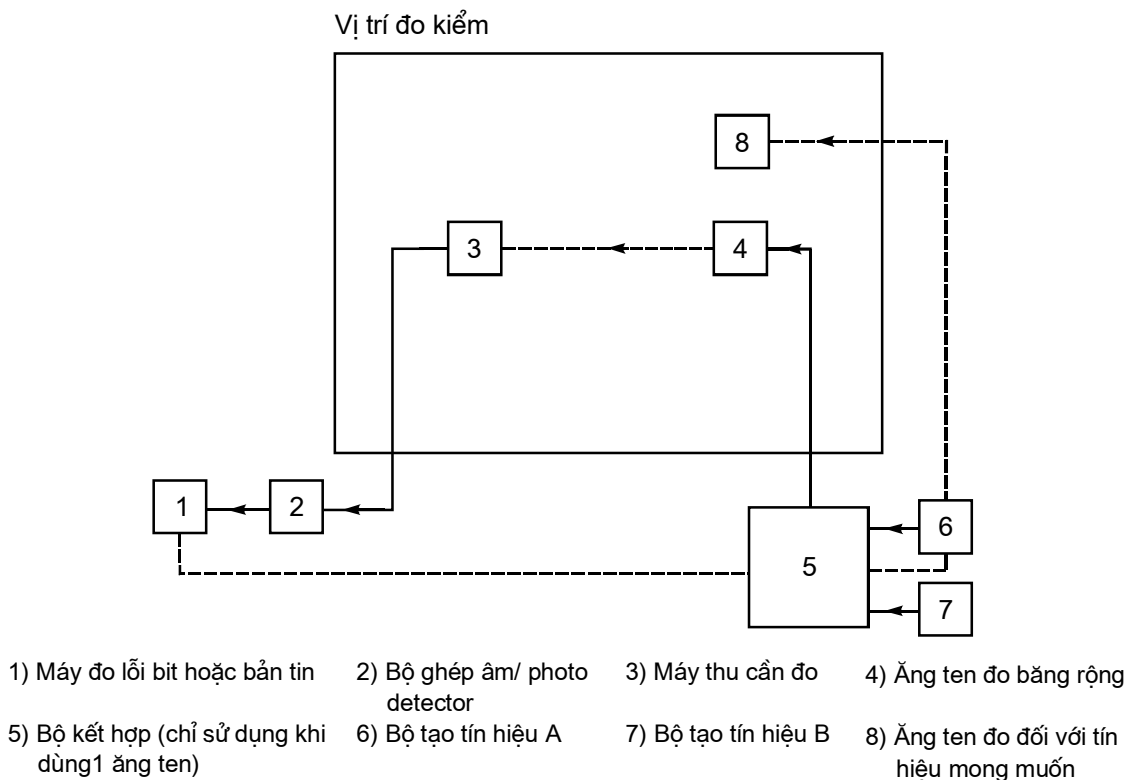 Vị trí đo kiểm
8
3
4
1
2
5
6
7
1) Máy đo lỗi bit hoặc bản tin
2) Bộ ghép âm/ photo
detector
3) Máy thu cần đo
4) Ăng ten đo băng rộng
5) Bộ kết hợp (chỉ sử dụng khi
dùng1 ăng ten)
6) Bộ tạo tín hiệu A
7) Bộ tạo tín hiệu B
8) Ăng ten đo đối với tín
hiệu mong muốn